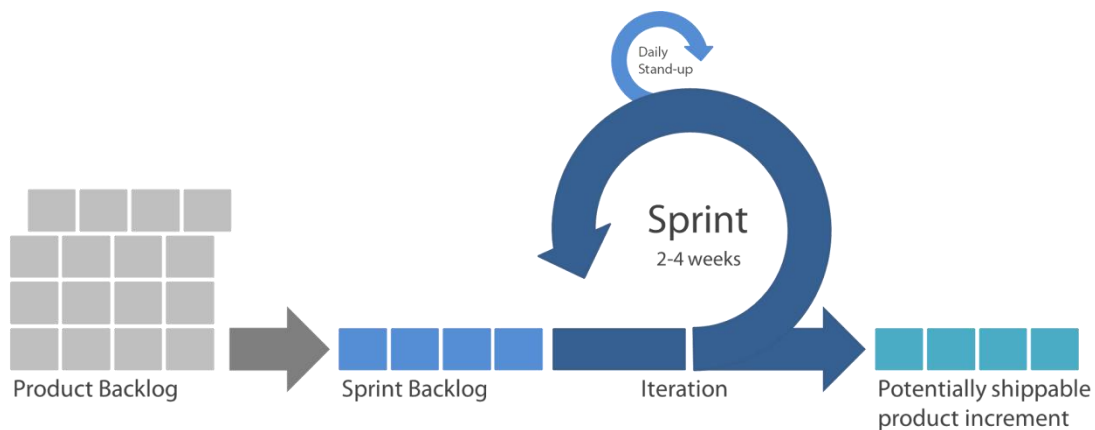 Daily
Stand-up
Sprint
2-4 weeks
Product Backlog
Sprint Backlog
Iteration
Potentially shippable
product increment